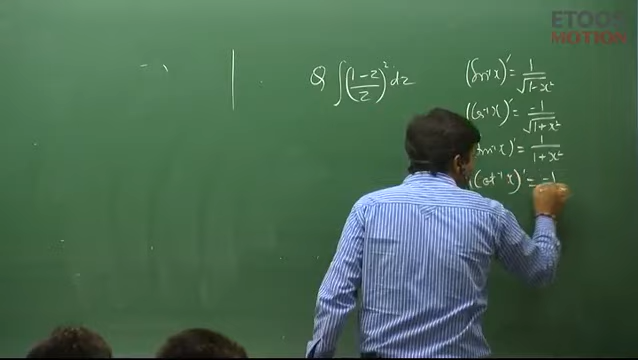 ETOOS
MOTION
Q ∫((1-z)/z)² dz
(sin⁻¹x)' = 1/√(1-x²)
(cos⁻¹x)' = -1/√(1+x²)
(tan⁻¹x)' = 1/(1+x²)
(cot⁻¹x)' = -1